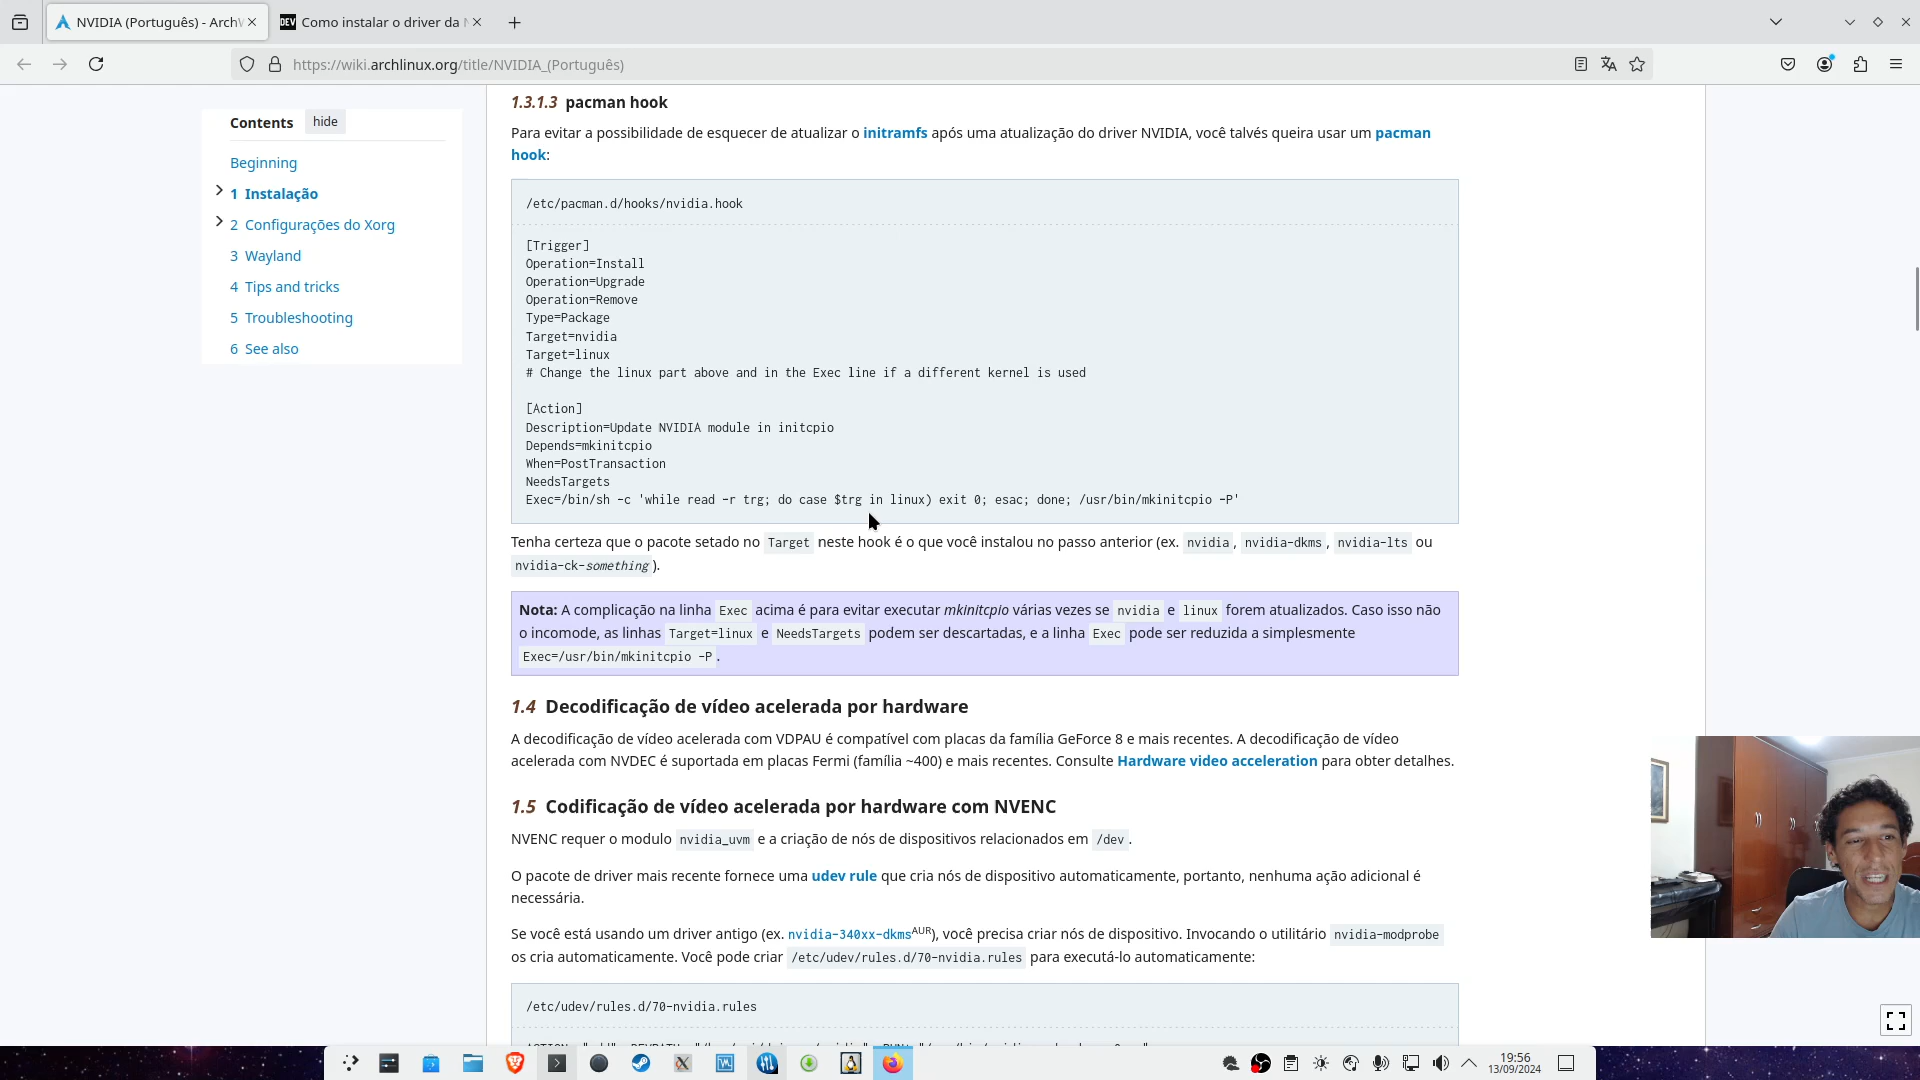 NVIDIA (Português) - ArchW
Como instalar o driver da N
https://wiki.archlinux.org/title/NVIDIA_(Português)
Contents
hide
Beginning
1 Instalação
2 Configurações do Xorg
3 Wayland
4 Tips and tricks
5 Troubleshooting
6 See also
1.3.1.3 pacman hook
Para evitar a possibilidade de esquecer de atualizar o initramfs após uma atualização do driver NVIDIA, você talvés queira usar um pacman
hook:
/etc/pacman.d/hooks/nvidia.hook
[Trigger]
Operation=Install
Operation=Upgrade
Operation=Remove
Type=Package
Target=nvidia
Target=linux
# Change the linux part above and in the Exec line if a different kernel is used
[Action]
Description=Update NVIDIA module in initcpio
Depends=mkinitcpio
When=PostTransaction
NeedsTargets
Exec=/bin/sh -c 'while read -r trg; do case $trg in linux) exit 0; esac; done; /usr/bin/mkinitcpio -P'
Tenha certeza que o pacote setado no Target neste hook é o que você instalou no passo anterior (ex. nvidia, nvidia-dkms, nvidia-lts ou
nvidia-ck-something).
Nota: A complicação na linha Exec acima é para evitar executar mkinitcpio várias vezes se nvidia e linux forem atualizados. Caso isso não
o incomode, as linhas Target=linux e NeedsTargets podem ser descartadas, e a linha Exec pode ser reduzida a simplesmente
Exec=/usr/bin/mkinitcpio -P.
1.4 Decodificação de vídeo acelerada por hardware
A decodificação de vídeo acelerada com VDPAU é compatível com placas da família GeForce 8 e mais recentes. A decodificação de vídeo
acelerada com NVDEC é suportada em placas Fermi (família ~400) e mais recentes. Consulte Hardware video acceleration para obter detalhes.
1.5 Codificação de vídeo acelerada por hardware com NVENC
NVENC requer o modulo nvidia_uvm e a criação de nós de dispositivos relacionados em /dev.
O pacote de driver mais recente fornece uma udev rule que cria nós de dispositivo automaticamente, portanto, nenhuma ação adicional é
necessária.
Se você está usando um driver antigo (ex. nvidia-340xx-dkmsAUR), você precisa criar nós de dispositivo. Invocando o utilitário nvidia-modprobe
os cria automaticamente. Você pode criar /etc/udev/rules.d/70-nvidia.rules para executá-lo automaticamente:
/etc/udev/rules.d/70-nvidia.rules
19:56
13/09/2024